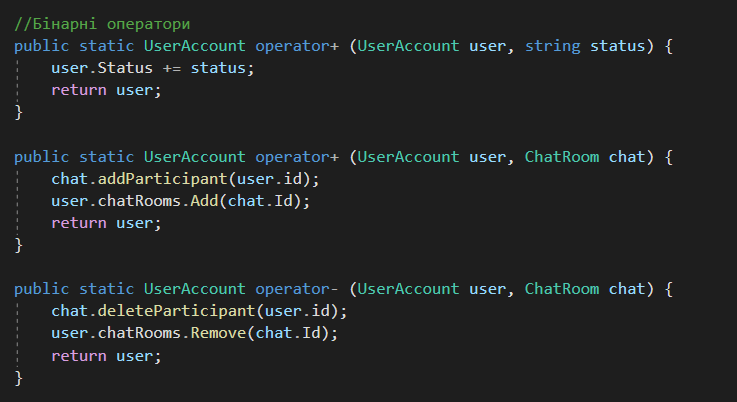 //Бінарні оператори
public static UserAccount operator+ (UserAccount user, string status) {
user.Status += status;
return user;
}
public static UserAccount operator+ (UserAccount user, ChatRoom chat) {
chat.addParticipant(user.id);
user.chatRooms.Add(chat.Id);
return user;
}
public static UserAccount operator- (UserAccount user, ChatRoom chat) {
chat.deleteParticipant(user.id);
user.chatRooms.Remove(chat.Id);
return user;
}